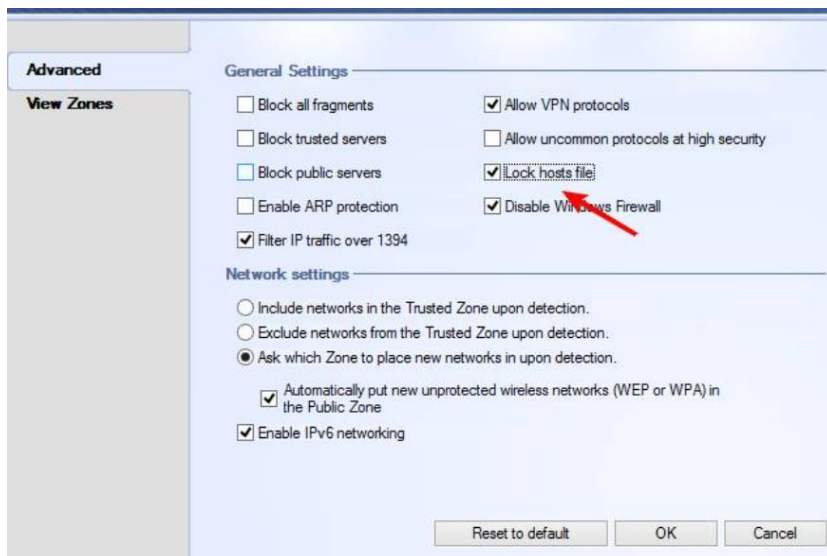 Advanced
View Zones
General Settings
Block all fragments
Allow VPN protocols
Block trusted servers
Allow uncommon protocols at high security
Block public servers
Lock hosts file
Enable ARP protection
Disable Windows Firewall
Filter IP traffic over 1394
Network settings
Include networks in the Trusted Zone upon detection.
Exclude networks from the Trusted Zone upon detection.
Ask which Zone to place new networks in upon detection.
Automatically put new unprotected wireless networks (WEP or WPA) in
the Public Zone
Enable IPv6 networking
Reset to default
OK
Cancel